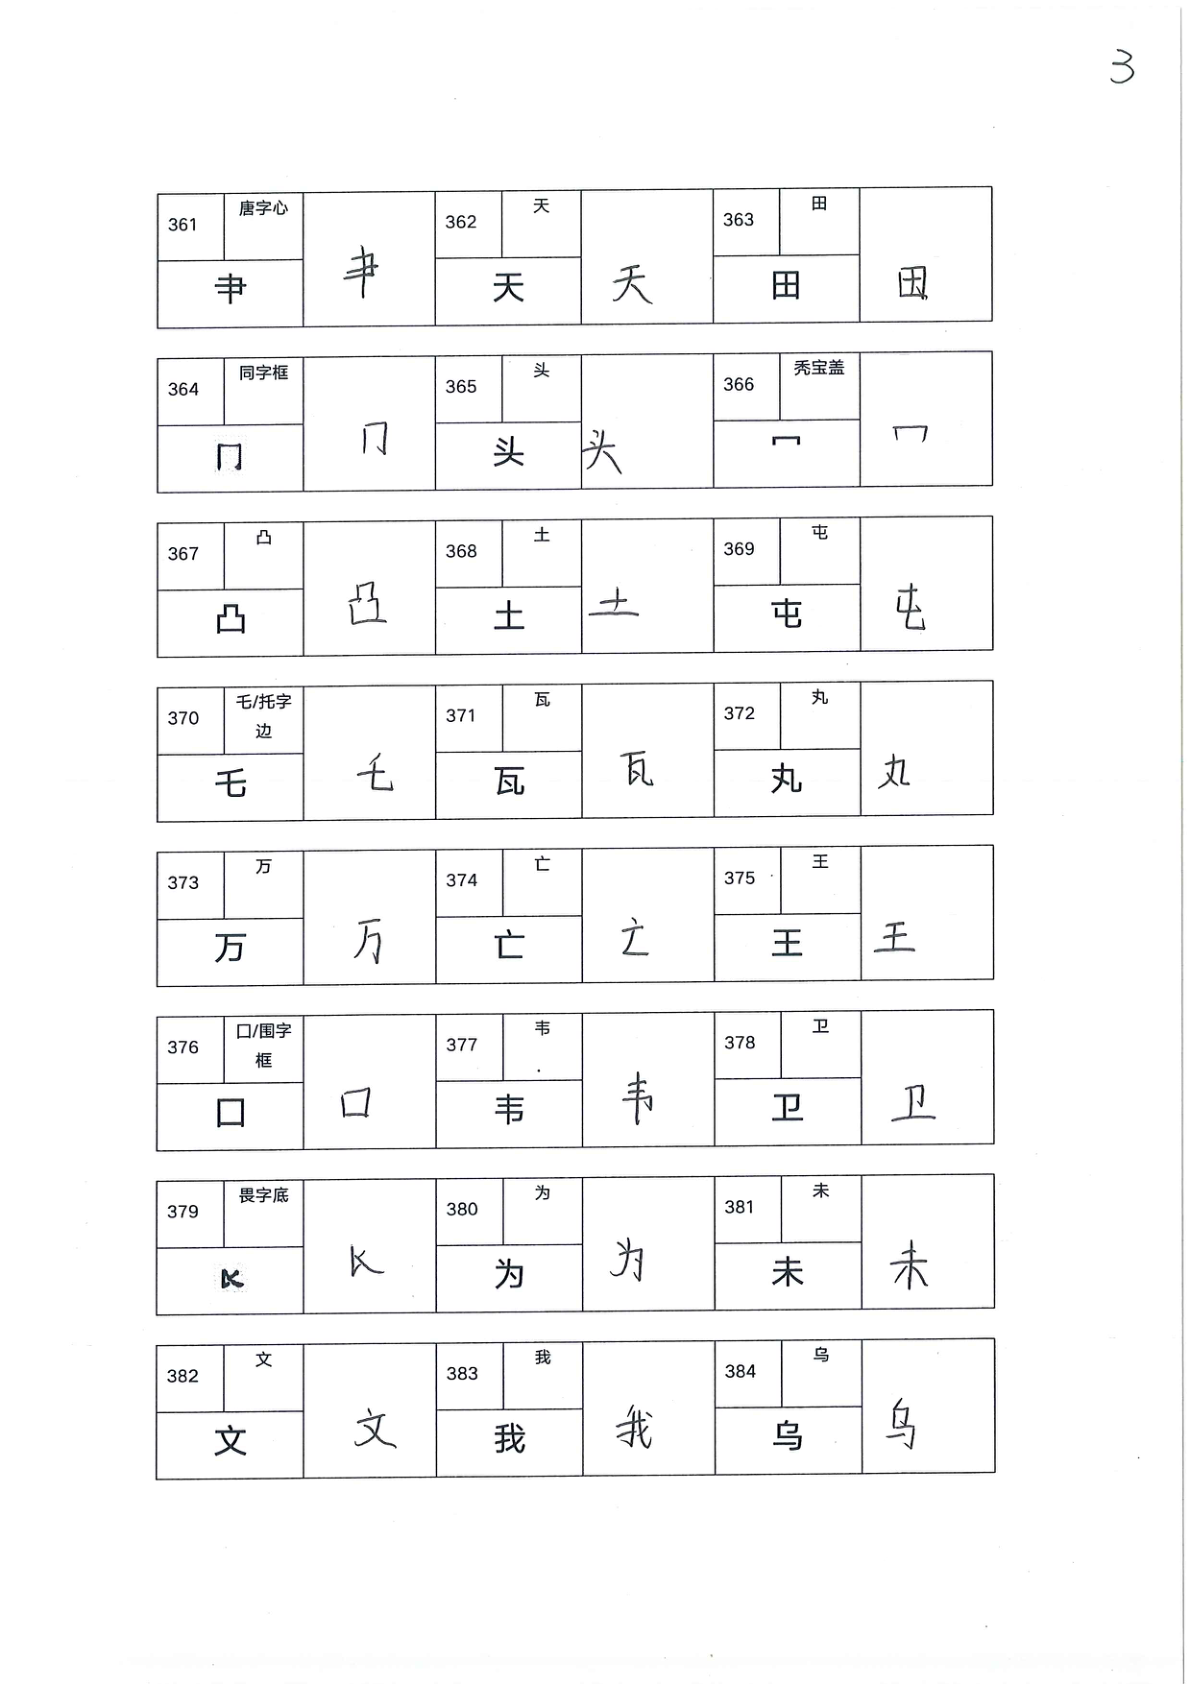 3
361 唐字心 362 天 363 田
肀 肀 天 天 田 田
364 同字框 365 头 366 秃宝盖
冂 冂 头 头 冖 冖
367 凸 368 土 369 屯
凸 凸 土 土 屯 屯
370 乇/托字 371 瓦 372 丸
边
乇 乇 瓦 瓦 丸 丸
373 万 374 亡 375 王
万 万 亡 亡 王 王
376 囗/围字 377 韦 378 卫
框
囗 囗 韦 韦 卫 卫
379 畏字底 380 为 381 未
为 为 未 未
382 文 383 我 384 乌
文 文 我 我 乌 乌